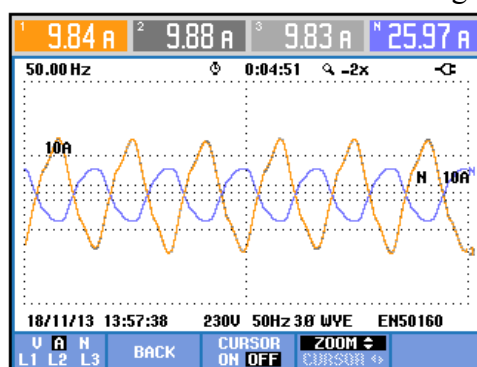 1 9.84 A 2 9.88 A 3 9.83 A N 25.97 A
50.00 Hz 0:04:51 -2x
10A
N 10A
N
2
18/11/13 13:57:38 230V 50Hz 3Ø WYE EN50160
V A N CURSOR ZOOM
L1 L2 L3 BACK ON OFF CURSOR